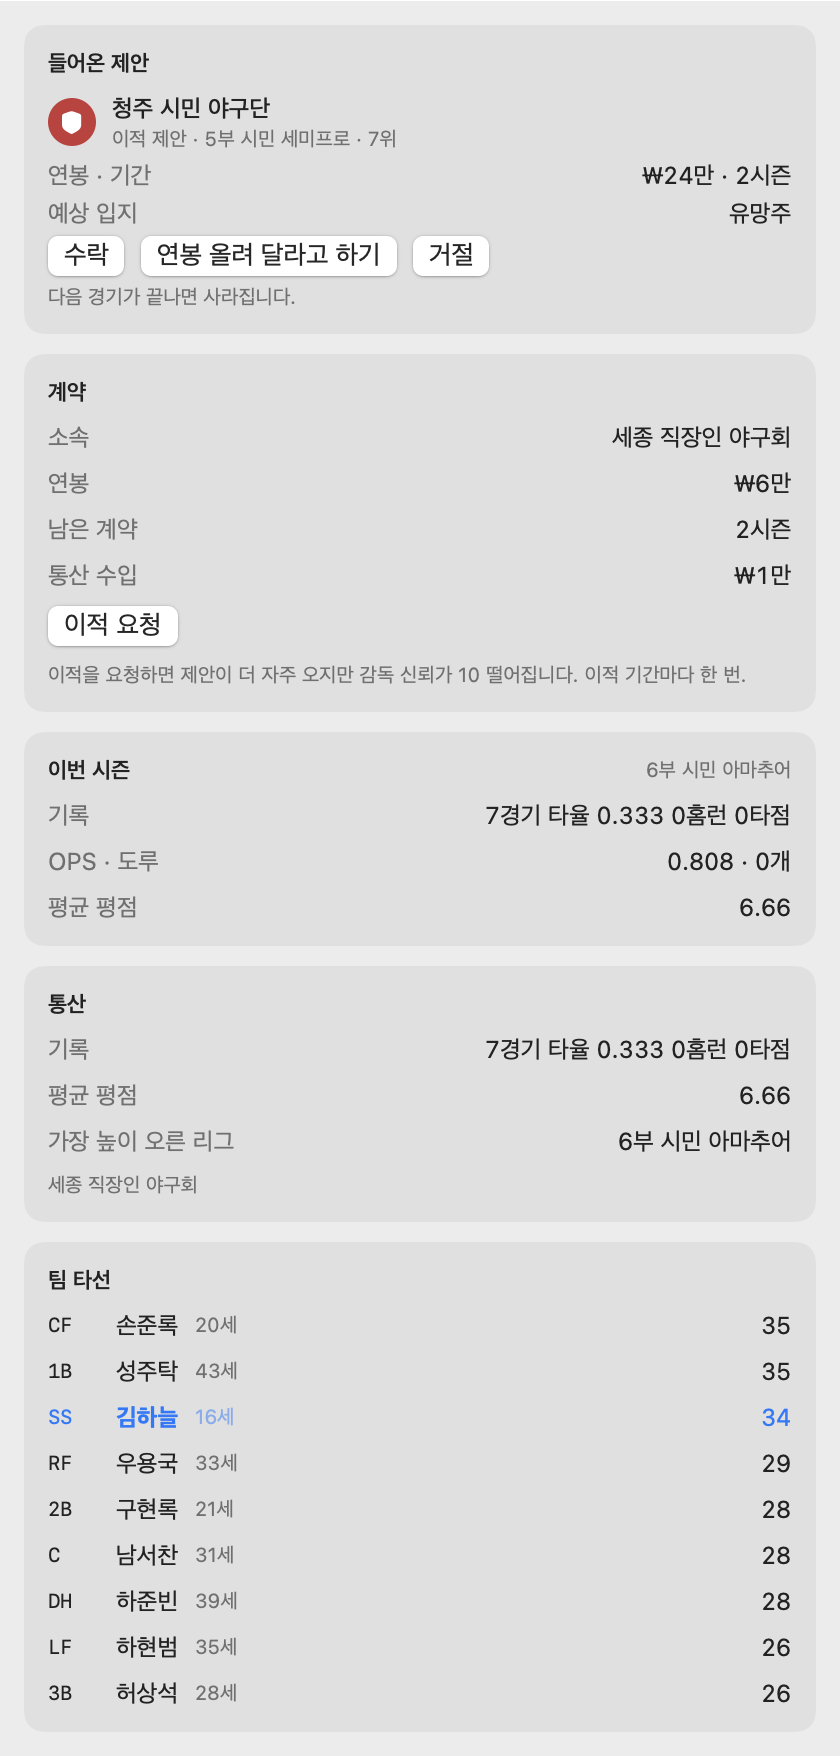 들어온 제안
청주 시민 야구단
이적 제안 · 5부 시민 세미프로 · 7위
연봉 · 기간 ₩24만 · 2시즌
예상 입지 유망주
수락 연봉 올려 달라고 하기 거절
다음 경기가 끝나면 사라집니다.
계약
소속 세종 직장인 야구회
연봉 ₩6만
남은 계약 2시즌
통산 수입 ₩1만
이적 요청
이적을 요청하면 제안이 더 자주 오지만 감독 신뢰가 10 떨어집니다. 이적 기간마다 한 번.
이번 시즌 6부 시민 아마추어
기록 7경기 타율 0.333 0홈런 0타점
OPS · 도루 0.808 · 0개
평균 평점 6.66
통산
기록 7경기 타율 0.333 0홈런 0타점
평균 평점 6.66
가장 높이 오른 리그 6부 시민 아마추어
세종 직장인 야구회
팀 타선
CF 손준록 20세 35
1B 성주탁 43세 35
SS 김하늘 16세 34
RF 우용국 33세 29
2B 구현록 21세 28
C 남서찬 31세 28
DH 하준빈 39세 28
LF 하현범 35세 26
3B 허상석 28세 26